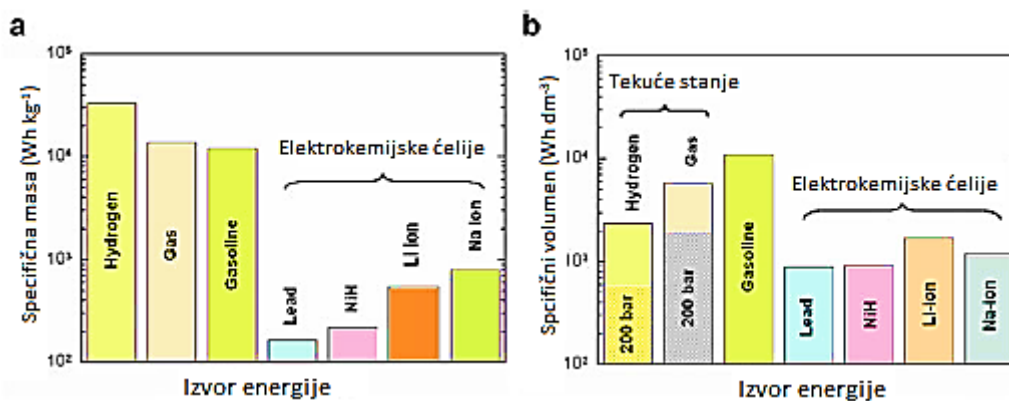 a
Specifična masa (Wh kg⁻¹)
10⁵
10⁴
10³
10²
Hydrogen
Gas
Gasoline
Elektrokemijske ćelije
Lead
NiH
LI Ion
Na Ion
Izvor energije
b
Spcifični volumen (Wh dm⁻³)
10⁵
10⁴
10³
10²
Tekuće stanje
Hydrogen
200 bar
Gas
200 bar
Gasoline
Elektrokemijske ćelije
Lead
NiH
Li-Ion
Na-Ion
Izvor energije